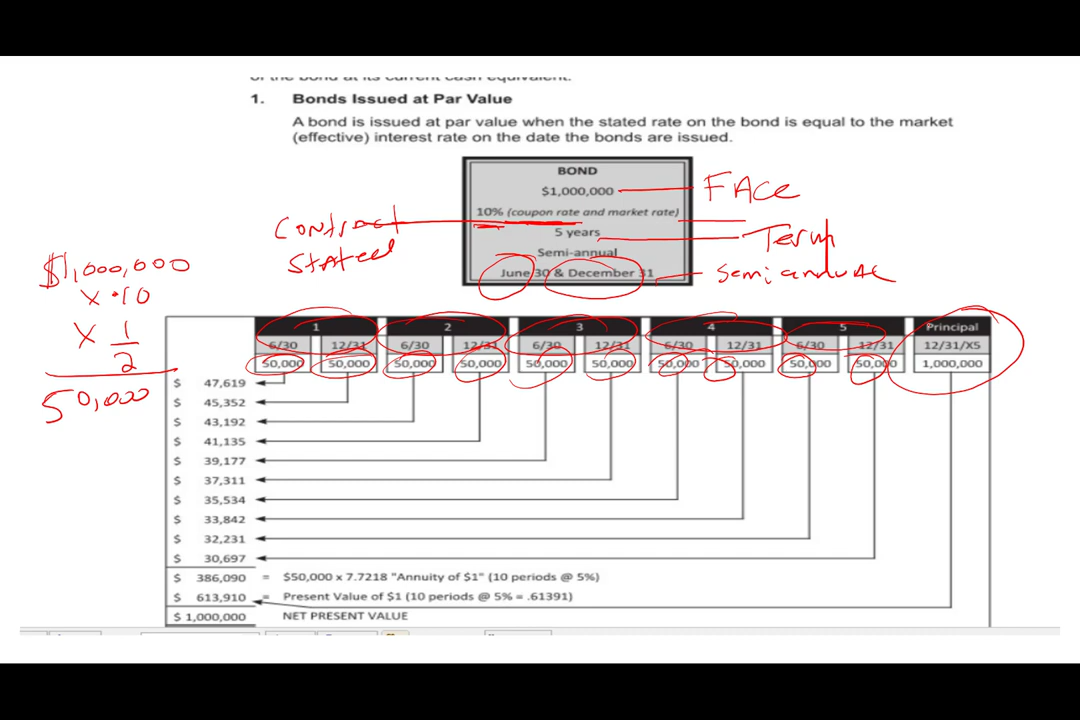 of the bond at its current cash equivalent.
1. Bonds Issued at Par Value
A bond is issued at par value when the stated rate on the bond is equal to the market
(effective) interest rate on the date the bonds are issued.
BOND
$1,000,000
FACe
10% (coupon rate and market rate)
Contract
Stated
5 years
Term
Semi-annual
June 30 & December 31
Semi annual
$1,000,000
X .10
X 1
2
50,000
1 2 3 4 5 Principal
6/30 12/31 6/30 12/31 6/30 12/31 6/30 12/31 6/30 12/31 12/31/X5
50,000 50,000 50,000 50,000 50,000 50,000 50,000 50,000 50,000 50,000 1,000,000
$ 47,619
$ 45,352
$ 43,192
$ 41,135
$ 39,177
$ 37,311
$ 35,534
$ 33,842
$ 32,231
$ 30,697
$ 386,090 = $50,000 x 7.7218 "Annuity of $1" (10 periods @ 5%)
$ 613,910 = Present Value of $1 (10 periods @ 5% = .61391)
$ 1,000,000 NET PRESENT VALUE